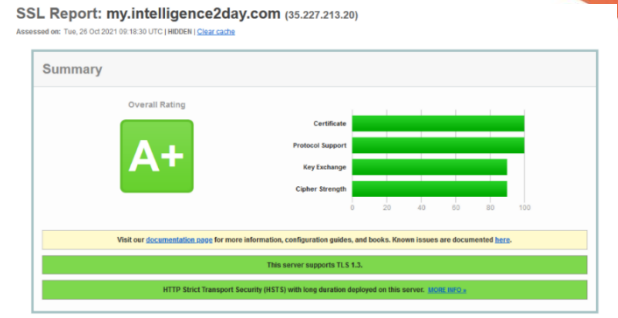 SSL Report: my.intelligence2day.com (35.227.213.20)
Assessed on: Tue, 26 Oct 2021 09:18:30 UTC | HIDDEN | Clear cache
Summary
Overall Rating
A+
Certificate
Protocol Support
Key Exchange
Cipher Strength
0 20 40 60 80 100
Visit our documentation page for more information, configuration guides, and books. Known issues are documented here.
This server supports TLS 1.3.
HTTP Strict Transport Security (HSTS) with long duration deployed on this server. MORE INFO »